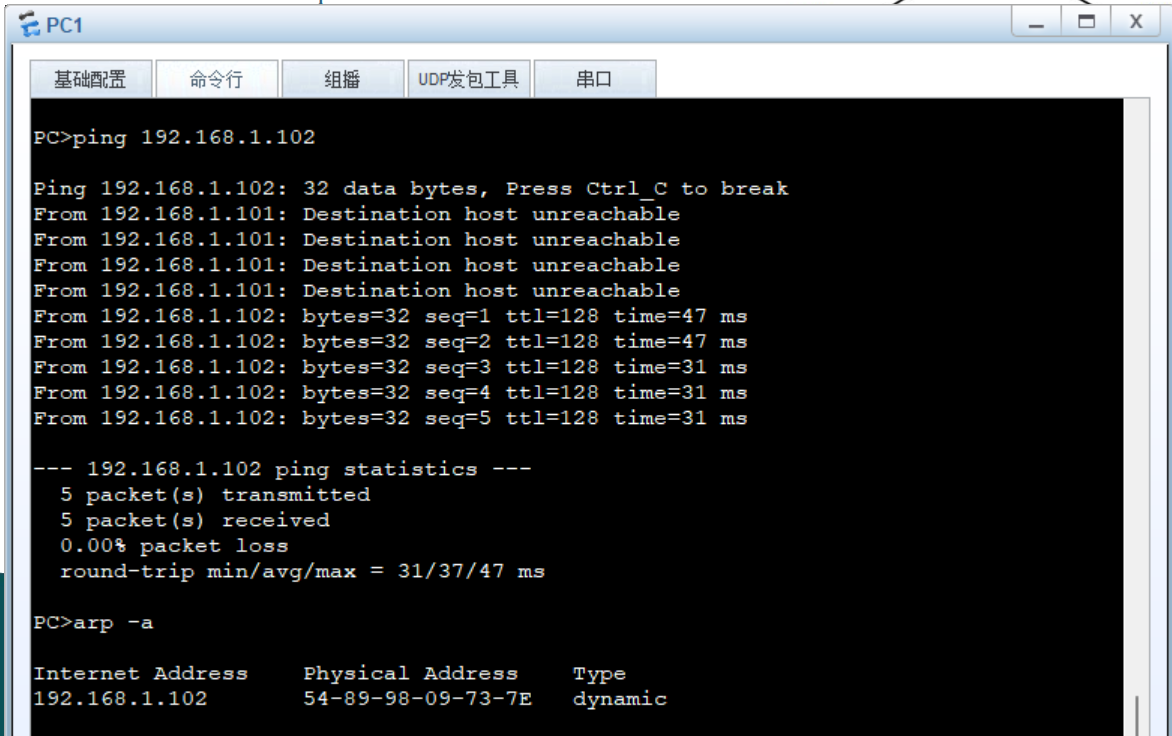 PC1
基础配置 命令行 组播 UDP发包工具 串口
PC>ping 192.168.1.102
Ping 192.168.1.102: 32 data bytes, Press Ctrl_C to break
From 192.168.1.101: Destination host unreachable
From 192.168.1.101: Destination host unreachable
From 192.168.1.101: Destination host unreachable
From 192.168.1.101: Destination host unreachable
From 192.168.1.102: bytes=32 seq=1 ttl=128 time=47 ms
From 192.168.1.102: bytes=32 seq=2 ttl=128 time=47 ms
From 192.168.1.102: bytes=32 seq=3 ttl=128 time=31 ms
From 192.168.1.102: bytes=32 seq=4 ttl=128 time=31 ms
From 192.168.1.102: bytes=32 seq=5 ttl=128 time=31 ms
--- 192.168.1.102 ping statistics ---
5 packet(s) transmitted
5 packet(s) received
0.00% packet loss
round-trip min/avg/max = 31/37/47 ms
PC>arp -a
Internet Address Physical Address Type
192.168.1.102 54-89-98-09-73-7E dynamic